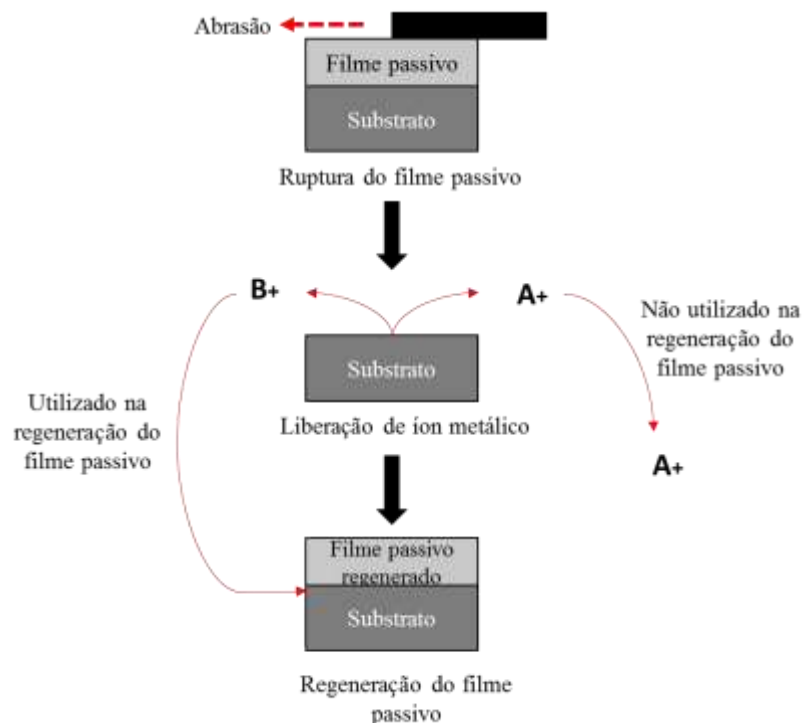 Abrasão
Filme passivo
Substrato
Ruptura do filme passivo
B+
A+
Não utilizado na
regeneração do
filme passivo
Substrato
Liberação de íon metálico
Utilizado na
regeneração do
filme passivo
A+
Filme passivo
regenerado
Substrato
Regeneração do filme
passivo